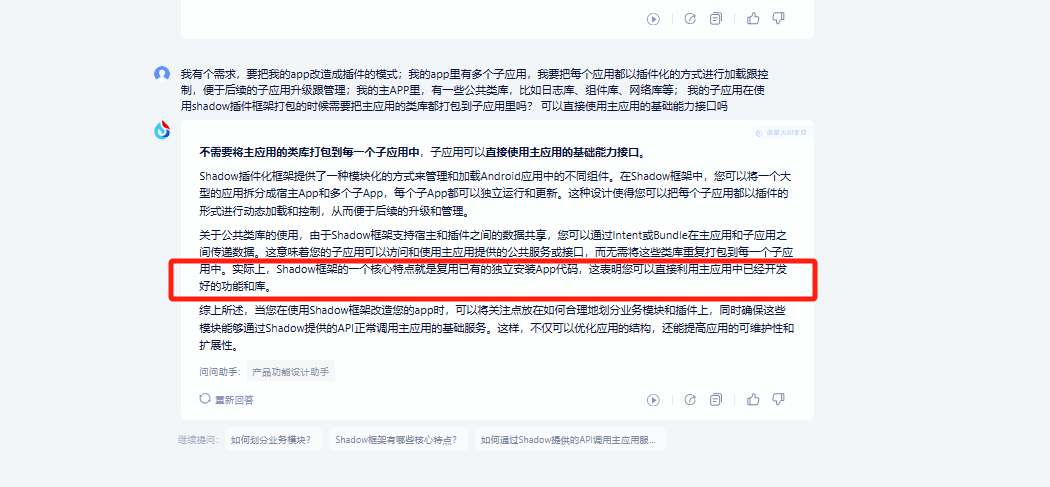 我有个需求，要把我的app改造成插件的模式；我的app里有多个子应用，我要把每个应用都以插件化的方式进行加载跟控
制，便于后续的子应用升级跟管理；我的主APP里，有一些公共类库，比如日志库、组件库、网络库等； 我的子应用在使
用shadow插件框架打包的时候需要把主应用的类库都打包到子应用里吗？ 可以直接使用主应用的基础能力接口吗
不需要将主应用的类库打包到每一个子应用中，子应用可以直接使用主应用的基础能力接口。
Shadow插件化框架提供了一种模块化的方式来管理和加载Android应用中的不同组件。在Shadow框架中，您可以将一个大
型的应用拆分成宿主App和多个子App，每个子App都可以独立运行和更新。这种设计使得您可以把每个子应用都以插件的
形式进行动态加载和控制，从而便于后续的升级和管理。
关于公共类库的使用，由于Shadow框架支持宿主和插件之间的数据共享，您可以通过Intent或Bundle在主应用和子应用之
间传递数据。这意味着您的子应用可以访问和使用主应用提供的公共服务或接口，而无需将这些类库重复打包到每一个子应
用中。实际上，Shadow框架的一个核心特点就是复用已有的独立安装App代码，这表明您可以直接利用主应用中已经开发
好的功能和库。
综上所述，当您在使用Shadow框架改造您的app时，可以将关注点放在如何合理地划分业务模块和插件上，同时确保这些
模块能够通过Shadow提供的API正常调用主应用的基础服务。这样，不仅可以优化应用的结构，还能提高应用的可维护性和
扩展性。
问问助手： 产品功能设计助手
重新回答
继续提问： 如何划分业务模块？ Shadow框架有哪些核心特点？ 如何通过Shadow提供的API调用主应用服...